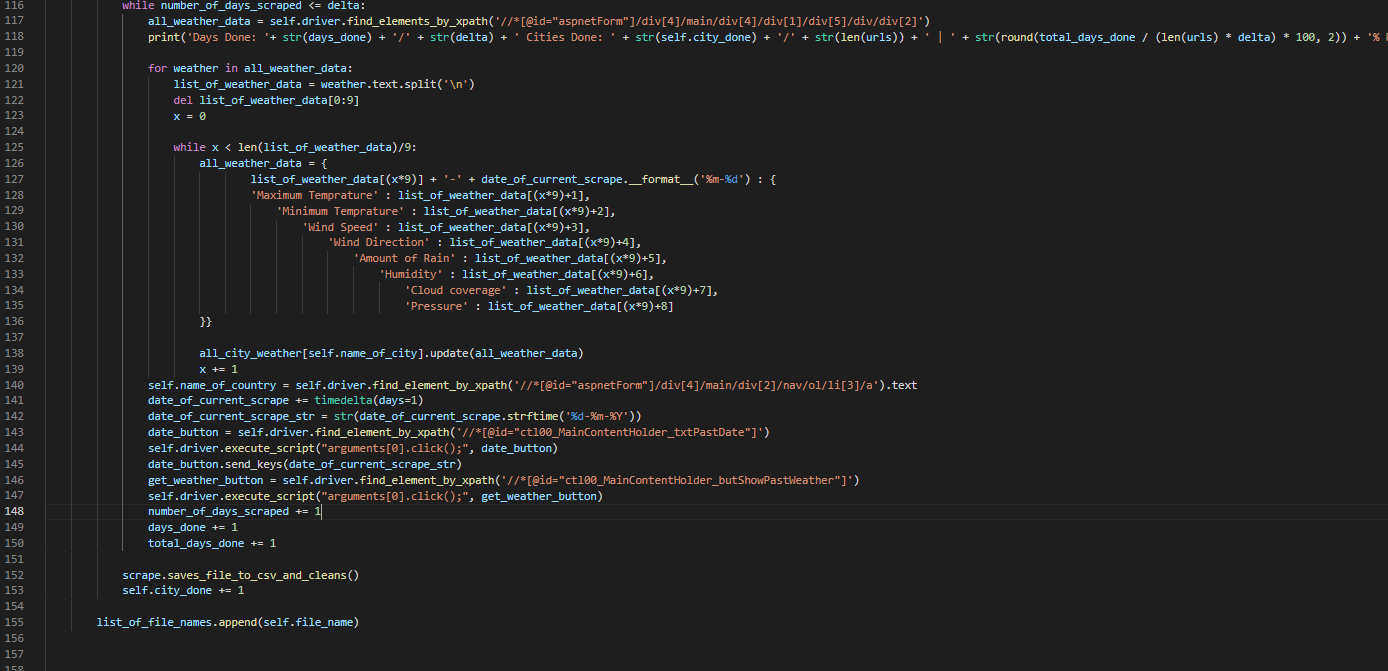 116 while number_of_days_scraped <= delta:
117 all_weather_data = self.driver.find_elements_by_xpath('//*[@id="aspnetForm"]/div[4]/main/div[4]/div[1]/div[5]/div/div[2]')
118 print('Days Done: '+ str(days_done) + '/' + str(delta) + ' Cities Done: ' + str(self.city_done) + '/' + str(len(urls)) + ' | ' + str(round(total_days_done / (len(urls) * delta) * 100, 2)) + '%
119
120 for weather in all_weather_data:
121 list_of_weather_data = weather.text.split('\n')
122 del list_of_weather_data[0:9]
123 x = 0
124
125 while x < len(list_of_weather_data)/9:
126 all_weather_data = {
127 list_of_weather_data[(x*9)] + '-' + date_of_current_scrape.__format__('%m-%d') : {
128 'Maximum Temprature' : list_of_weather_data[(x*9)+1],
129 'Minimum Temprature' : list_of_weather_data[(x*9)+2],
130 'Wind Speed' : list_of_weather_data[(x*9)+3],
131 'Wind Direction' : list_of_weather_data[(x*9)+4],
132 'Amount of Rain' : list_of_weather_data[(x*9)+5],
133 'Humidity' : list_of_weather_data[(x*9)+6],
134 'Cloud coverage' : list_of_weather_data[(x*9)+7],
135 'Pressure' : list_of_weather_data[(x*9)+8]
136 }}
137
138 all_city_weather[self.name_of_city].update(all_weather_data)
139 x += 1
140 self.name_of_country = self.driver.find_element_by_xpath('//*[@id="aspnetForm"]/div[4]/main/div[2]/nav/ol/li[3]/a').text
141 date_of_current_scrape += timedelta(days=1)
142 date_of_current_scrape_str = str(date_of_current_scrape.strftime('%d-%m-%Y'))
143 date_button = self.driver.find_element_by_xpath('//*[@id="ctl00_MainContentHolder_txtPastDate"]')
144 self.driver.execute_script("arguments[0].click();", date_button)
145 date_button.send_keys(date_of_current_scrape_str)
146 get_weather_button = self.driver.find_element_by_xpath('//*[@id="ctl00_MainContentHolder_butShowPastWeather"]')
147 self.driver.execute_script("arguments[0].click();", get_weather_button)
148 number_of_days_scraped += 1
149 days_done += 1
150 total_days_done += 1
151
152 scrape.saves_file_to_csv_and_cleans()
153 self.city_done += 1
154
155 list_of_file_names.append(self.file_name)
156
157
158